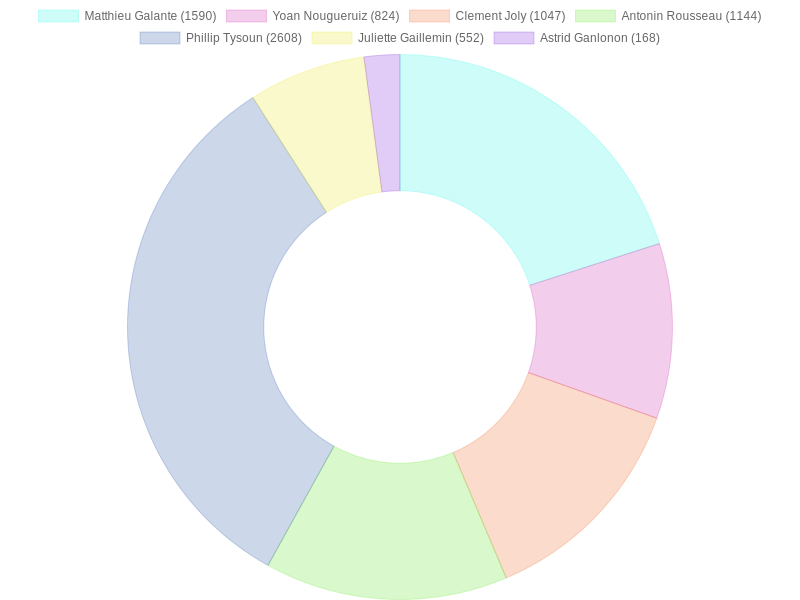 Matthieu Galante (1590) Yoan Nougueruiz (824) Clement Joly (1047) Antonin Rousseau (1144)
Phillip Tysoun (2608) Juliette Gaillemin (552) Astrid Ganlonon (168)